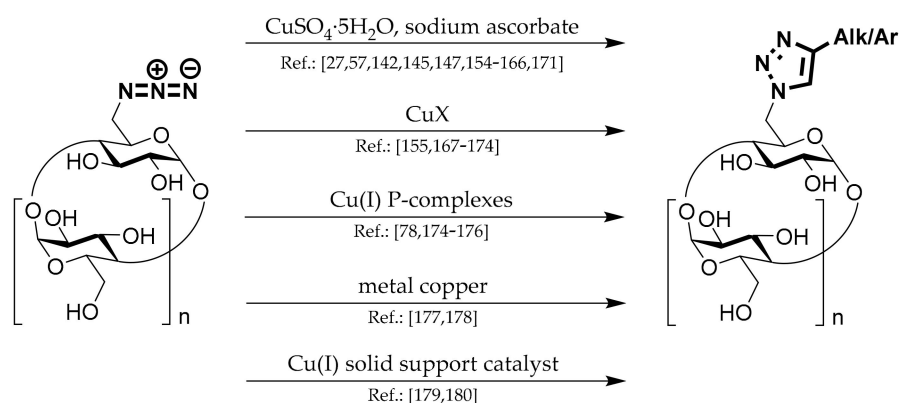 CuSO4·5H2O, sodium ascorbate
Ref.: [27,57,142,145,147,154-166,171]
CuX
Ref.: [155,167-174]
Cu(I) P-complexes
Ref.: [78,174-176]
metal copper
Ref.: [177,178]
Cu(I) solid support catalyst
Ref.: [179,180]
⊕ ⊖
N=N=N
O
HO
OH
O
O
OH
OH
O
HO
n
N
N
N
Alk/Ar
O
HO
OH
O
O
OH
OH
O
HO
n